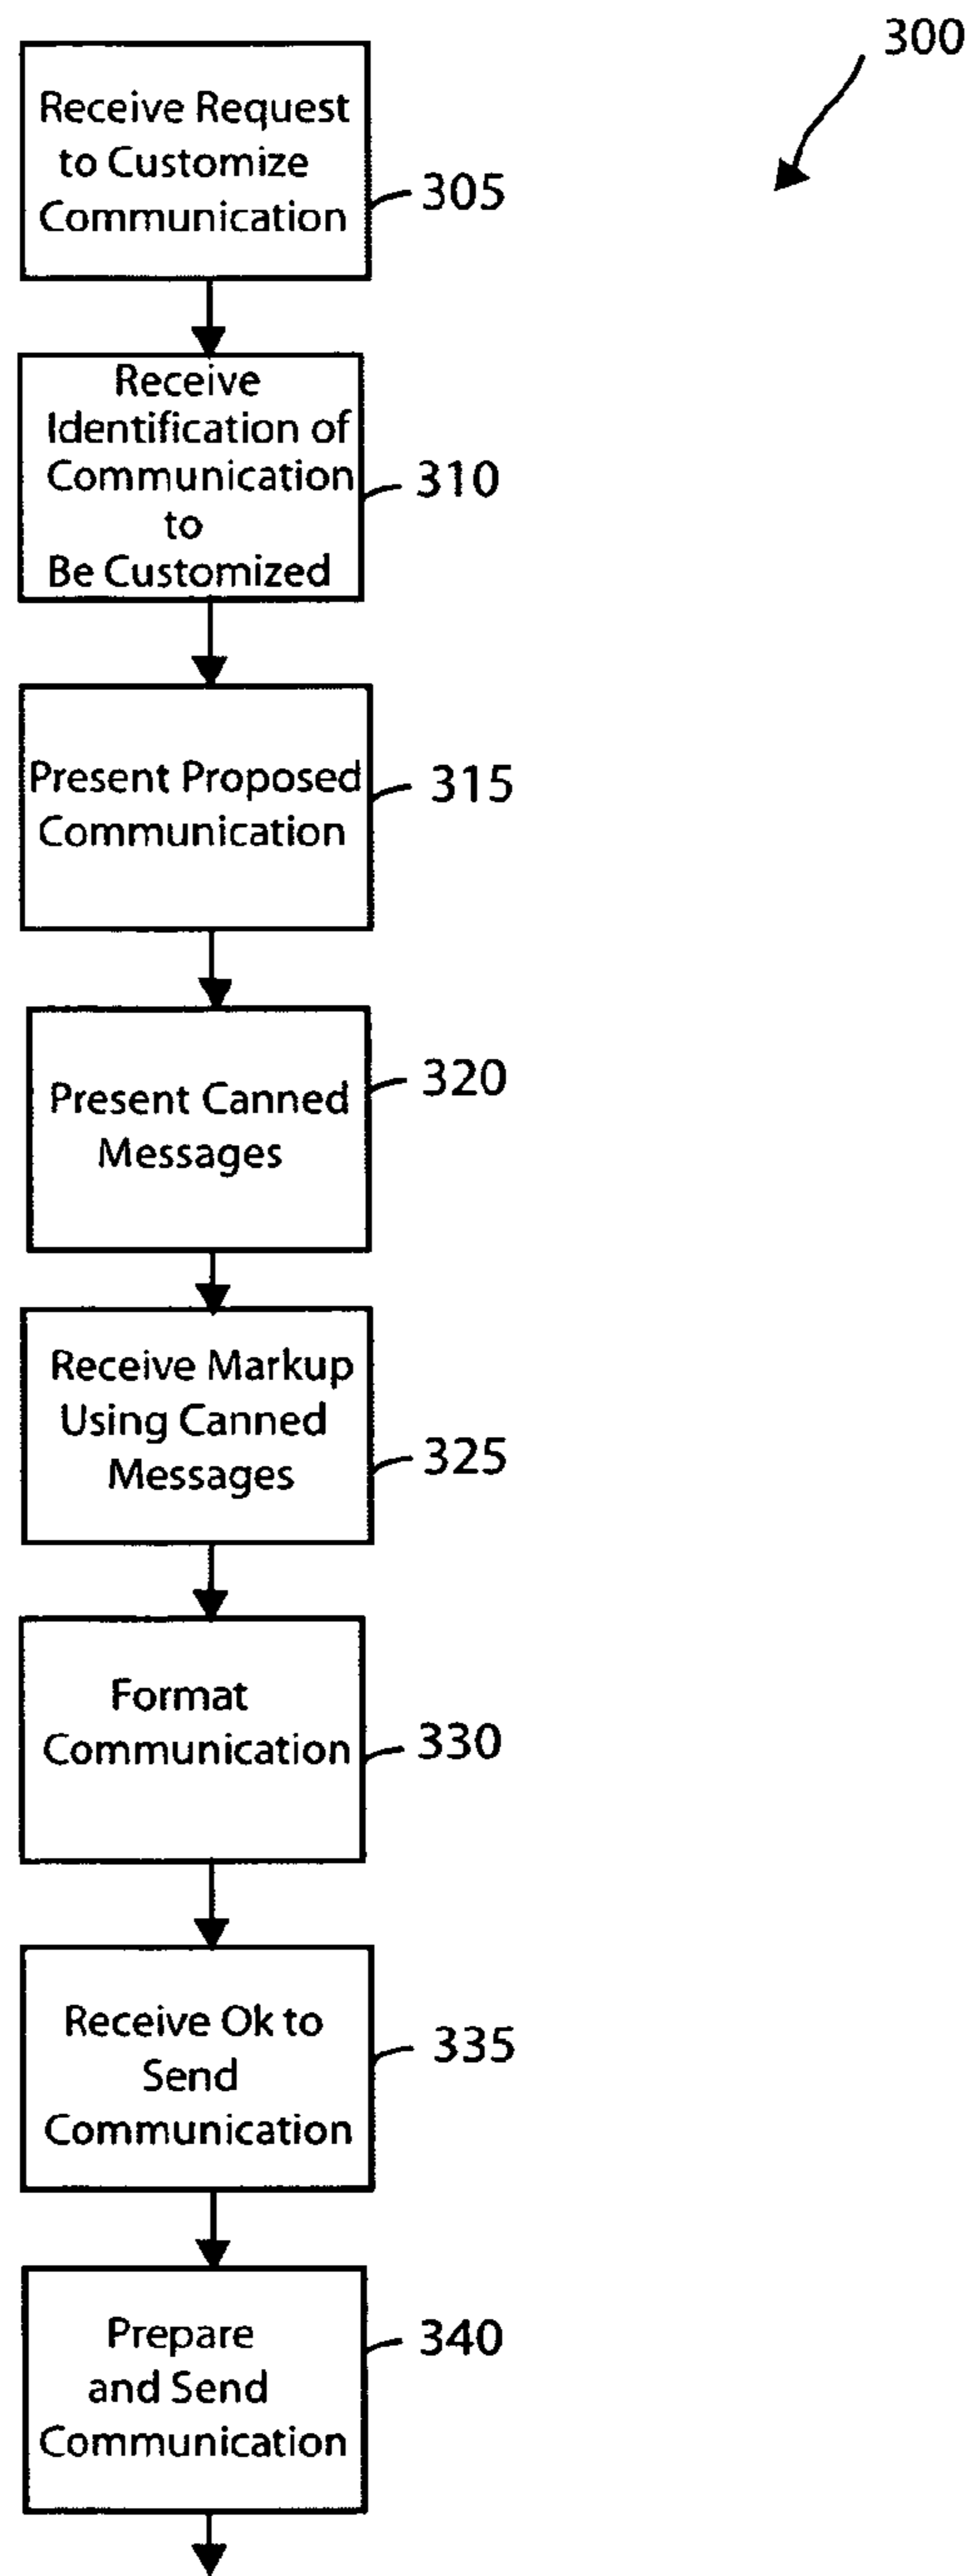 300
Receive Request
to Customize
Communication
305
Receive
Identification of
Communication
to
Be Customized
310
Present Proposed
Communication
315
Present Canned
Messages
320
Receive Markup
Using Canned
Messages
325
Format
Communication
330
Receive Ok to
Send
Communication
335
Prepare
and Send
Communication
340